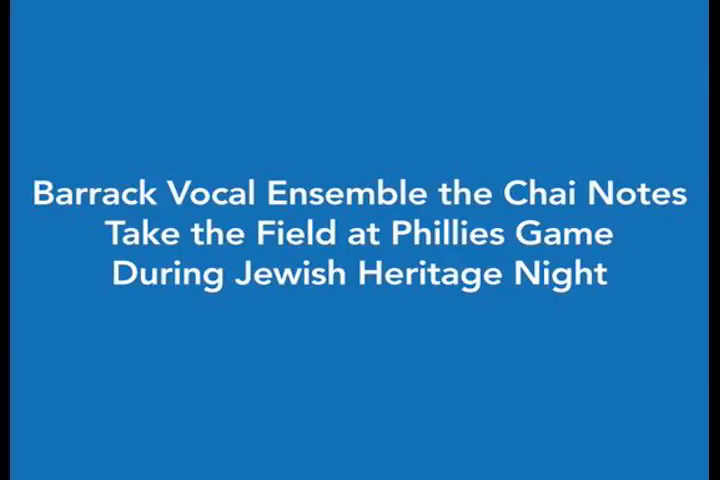 Barrack Vocal Ensemble the Chai Notes
Take the Field at Phillies Game
During Jewish Heritage Night